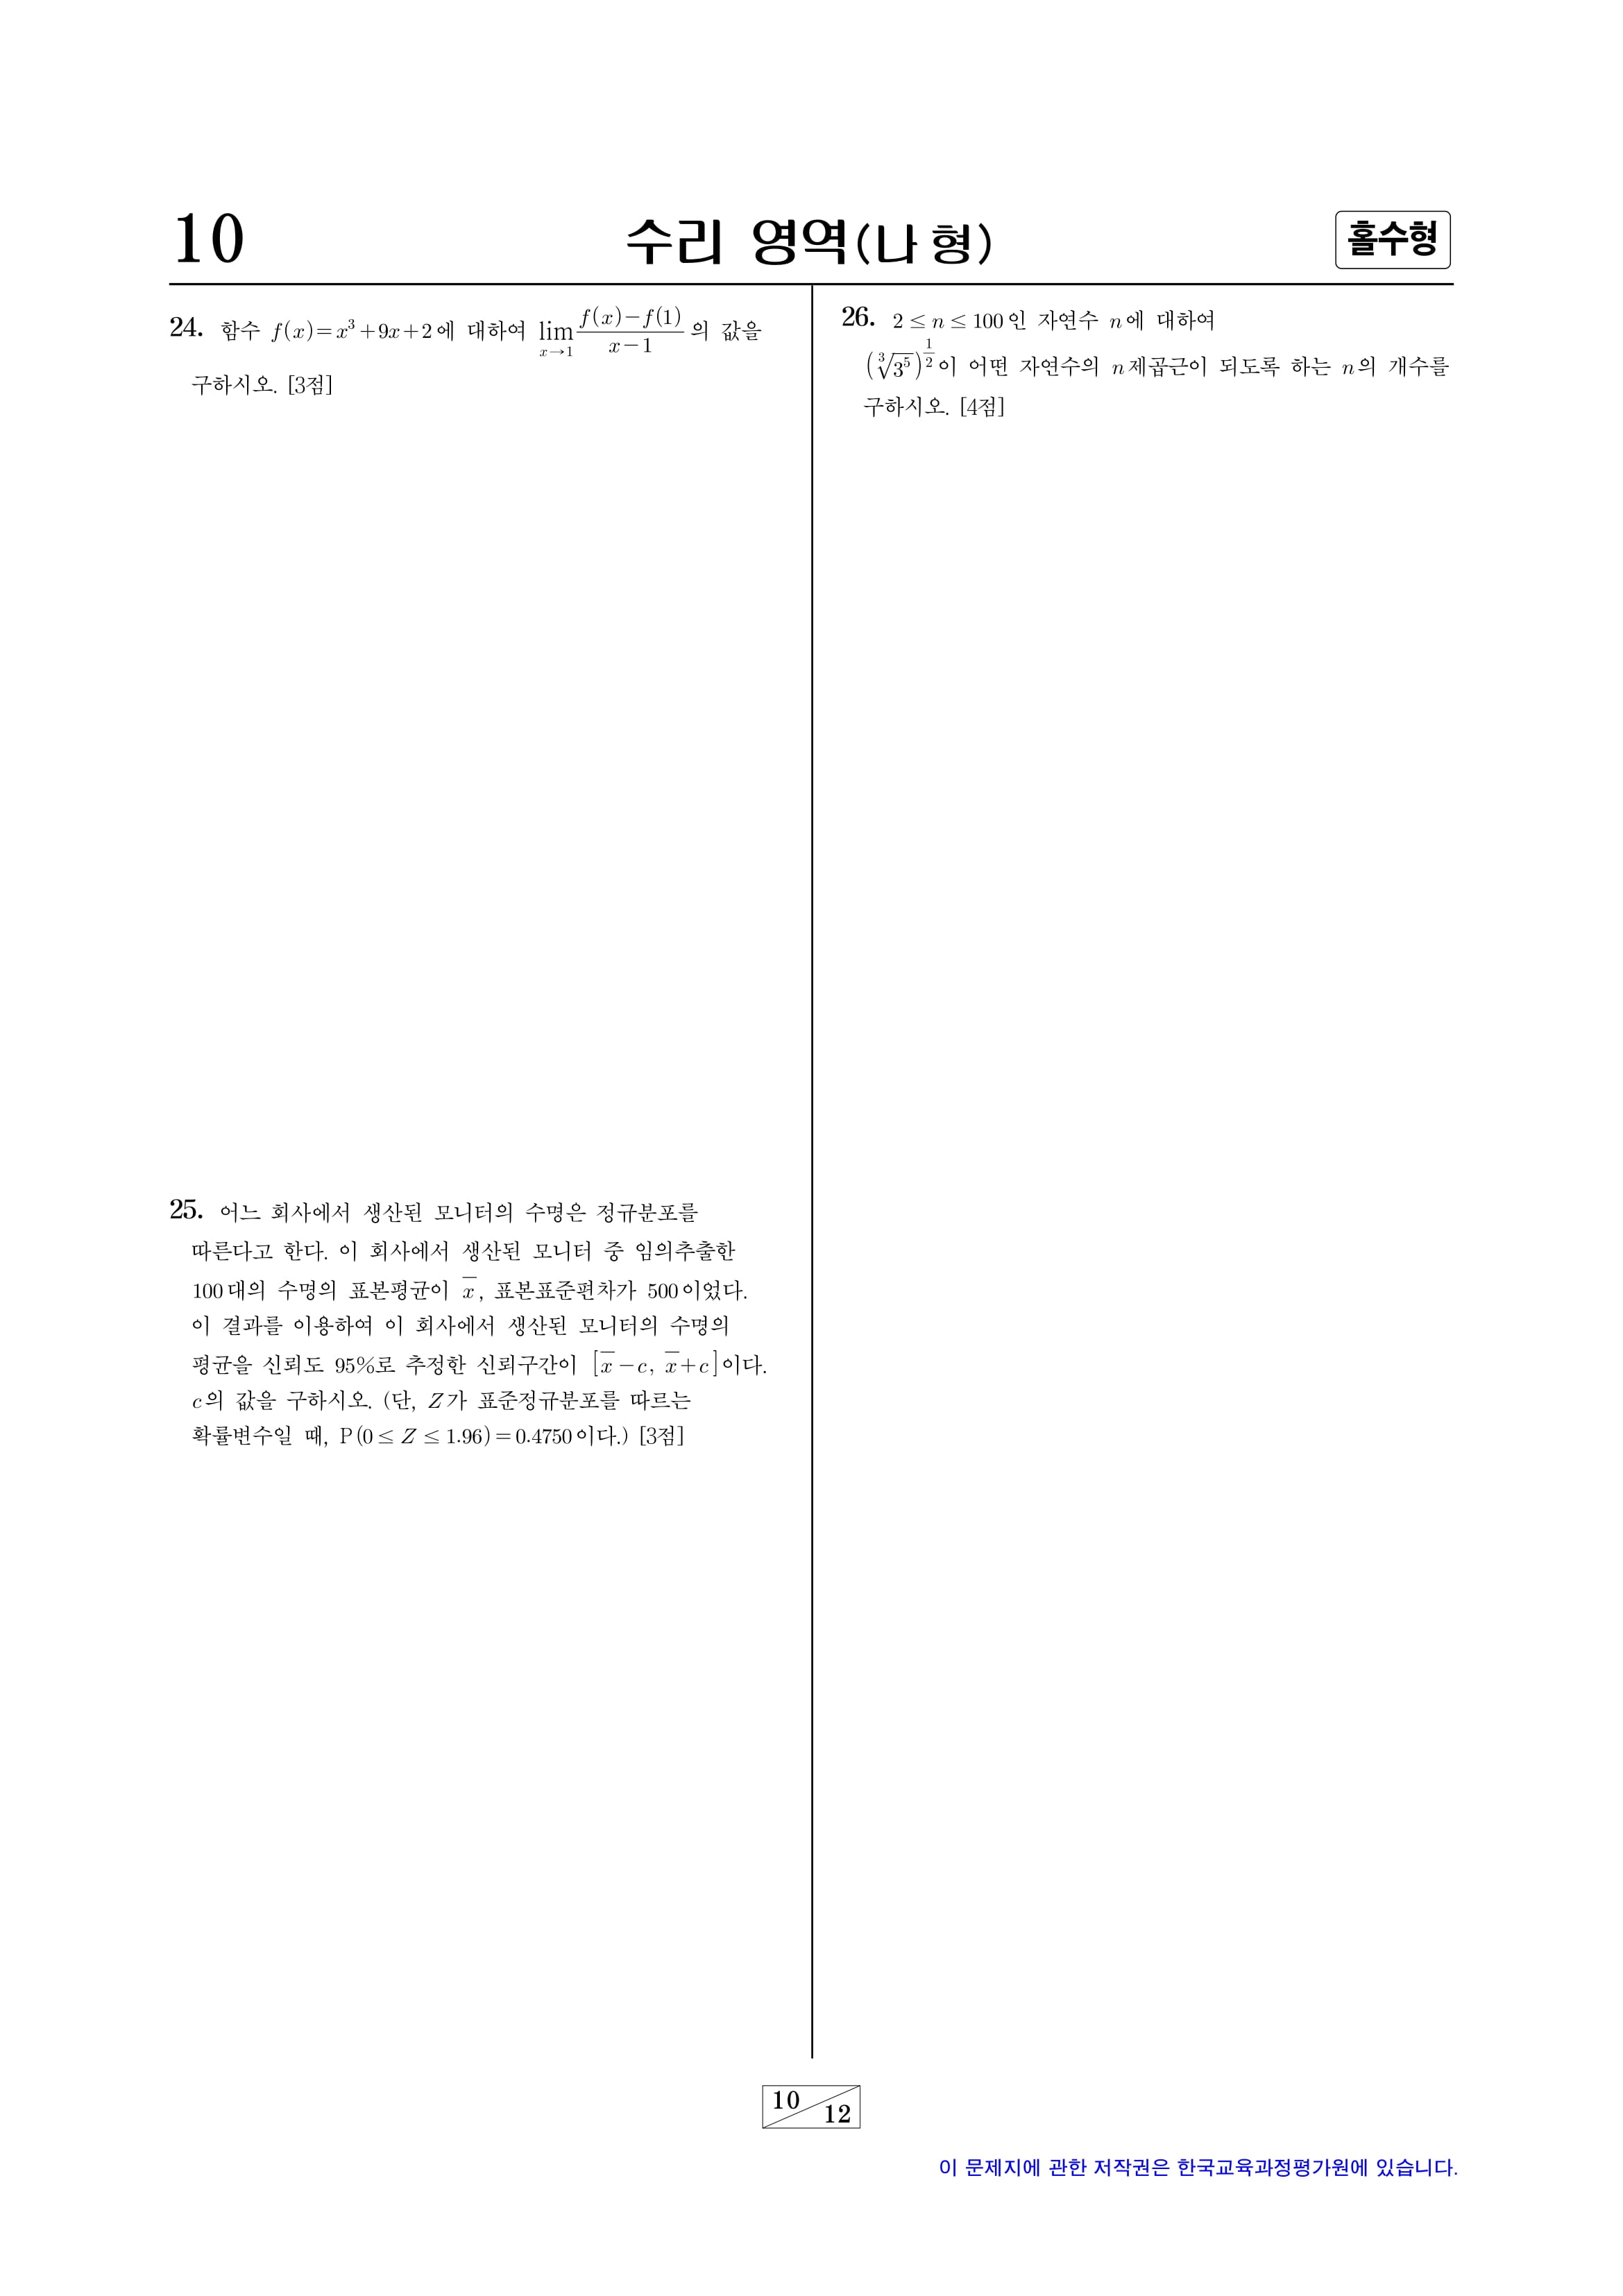 10
수리 영역(나 형)
홀수형
24. 함수 f(x)=x³+9x+2에 대하여 lim_{x→1} \frac{f(x)-f(1)}{x-1} 의 값을
구하시오. [3점]
25. 어느 회사에서 생산된 모니터의 수명은 정규분포를
따른다고 한다. 이 회사에서 생산된 모니터 중 임의추출한
100대의 수명의 표본평균이 \overline{x}, 표본표준편차가 500이었다.
이 결과를 이용하여 이 회사에서 생산된 모니터의 수명의
평균을 신뢰도 95%로 추정한 신뢰구간이 [\overline{x}-c, \overline{x}+c]이다.
c의 값을 구하시오. (단, Z가 표준정규분포를 따르는
확률변수일 때, P(0≤Z≤1.96)=0.4750이다.) [3점]
26. 2≤n≤100인 자연수 n에 대하여
(\sqrt[3]{3^5})^{\frac{1}{2}}이 어떤 자연수의 n제곱근이 되도록 하는 n의 개수를
구하시오. [4점]
10
12
이 문제지에 관한 저작권은 한국교육과정평가원에 있습니다.